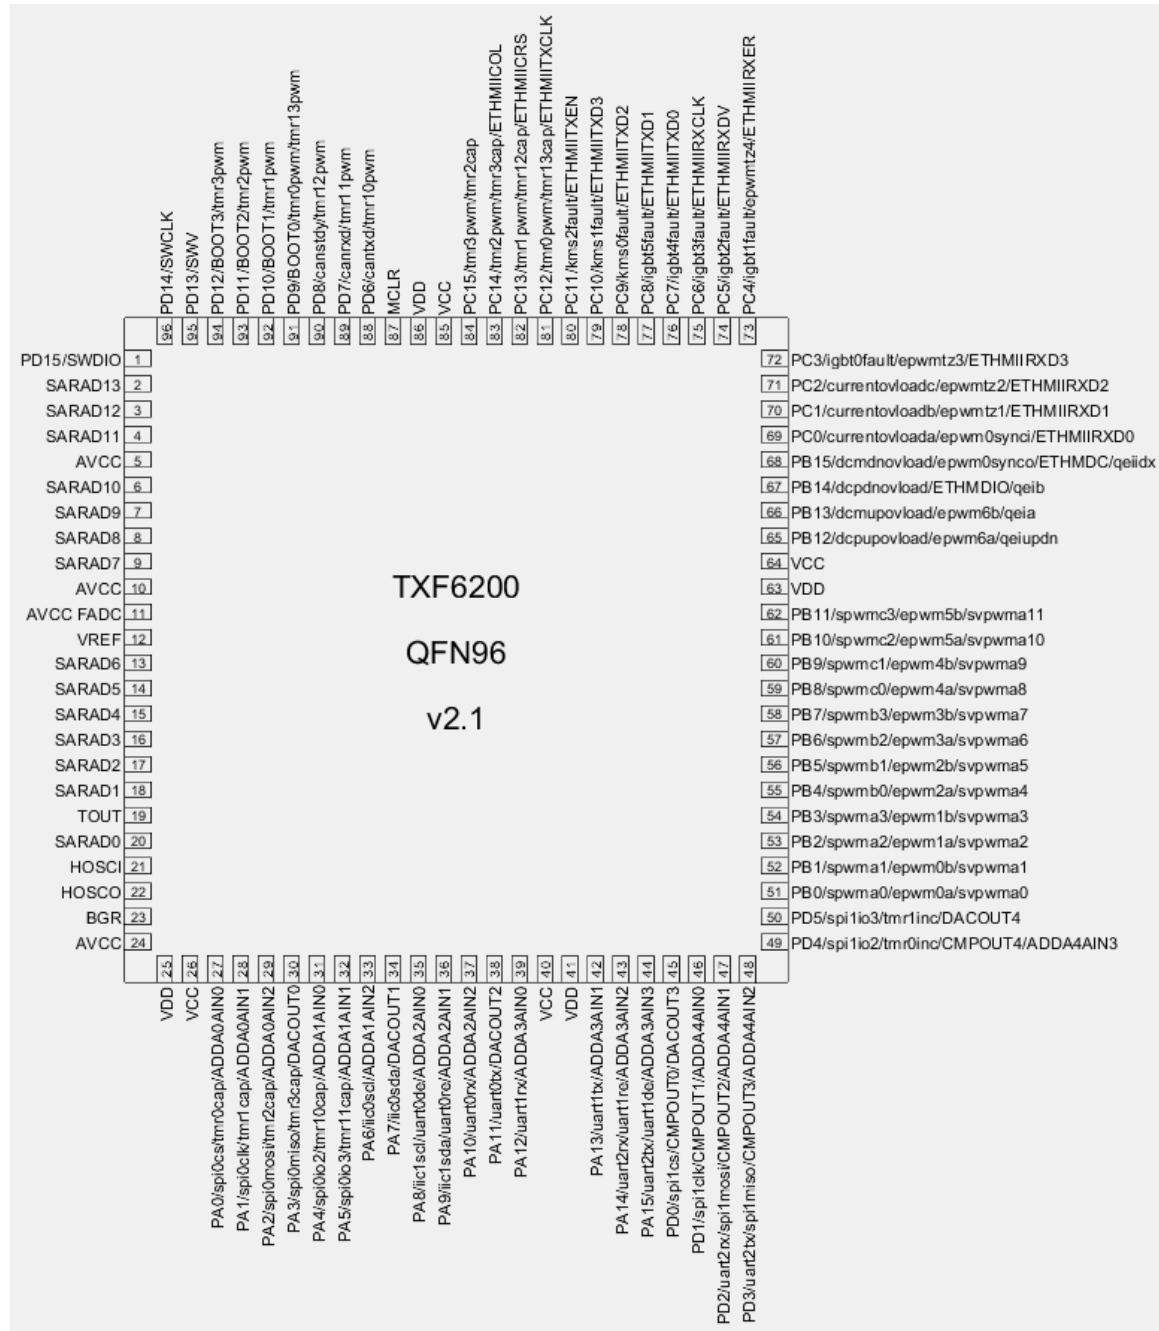 PD14/SWCLK
PD13/SWV
PD12/BOOT3/tmr3pwm
PD11/BOOT2/tmr2pwm
PD10/BOOT1/tmr1pwm
PD9/BOOT0/tmr0pwm/tmr13pwm
PD8/canstdy/tmr12pwm
PD7/canrxd/tmr11pwm
PD6/cantxd/tmr10pwm
MCLR
VDD
VCC
PC15/tmr3pwm/tmr2cap
PC14/tmr2pwm/tmr3cap/ETHMIICOL
PC13/tmr1pwm/tmr12cap/ETHMIICRS
PC12/tmr0pwm/tmr13cap/ETHMIITXCLK
PC11/kms2fault/ETHMIITXEN
PC10/kms1fault/ETHMIITXD3
PC9/kms0fault/ETHMIITXD2
PC8/igbt5fault/ETHMIITXD1
PC7/igbt4fault/ETHMIITXD0
PC6/igbt3fault/ETHMIIRXCLK
PC5/igbt2fault/ETHMIIRXDV
PC4/igbt1fault/epwmtz4/ETHMIIRXER
96 95 94 93 92 91 90 89 88 87 86 85 84 83 82 81 80 79 78 77 76 75 74 73
PD15/SWDIO 1
SARAD13 2
SARAD12 3
SARAD11 4
AVCC 5
SARAD10 6
SARAD9 7
SARAD8 8
SARAD7 9
AVCC 10
AVCC FADC 11
VREF 12
SARAD6 13
SARAD5 14
SARAD4 15
SARAD3 16
SARAD2 17
SARAD1 18
TOUT 19
SARAD0 20
HOSCI 21
HOSCO 22
BGR 23
AVCC 24
TXF6200
QFN96
v2.1
72 PC3/igbt0fault/epwmtz3/ETHMIIRXD3
71 PC2/currentovloadc/epwmtz2/ETHMIIRXD2
70 PC1/currentovloadb/epwmtz1/ETHMIIRXD1
69 PC0/currentovloada/epwm0synci/ETHMIIRXD0
68 PB15/dcmdnovload/epwm0synco/ETHMDC/qeiidx
67 PB14/dcpdnovload/ETHMDIO/qeib
66 PB13/dcmupovload/epwm6b/qeia
65 PB12/dcpupovload/epwm6a/qeiupdn
64 VCC
63 VDD
62 PB11/spwmc3/epwm5b/svpwma11
61 PB10/spwmc2/epwm5a/svpwma10
60 PB9/spwmc1/epwm4b/svpwma9
59 PB8/spwmc0/epwm4a/svpwma8
58 PB7/spwmb3/epwm3b/svpwma7
57 PB6/spwmb2/epwm3a/svpwma6
56 PB5/spwmb1/epwm2b/svpwma5
55 PB4/spwmb0/epwm2a/svpwma4
54 PB3/spwma3/epwm1b/svpwma3
53 PB2/spwma2/epwm1a/svpwma2
52 PB1/spwma1/epwm0b/svpwma1
51 PB0/spwma0/epwm0a/svpwma0
50 PD5/spi1io3/tmr1inc/DACOUT4
49 PD4/spi1io2/tmr0inc/CMPOUT4/ADDA4AIN3
25 26 27 28 29 30 31 32 33 34 35 36 37 38 39 40 41 42 43 44 45 46 47 48
VDD
VCC
PA0/spi0cs/tmr0cap/ADDA0AIN0
PA1/spi0clk/tmr1cap/ADDA0AIN1
PA2/spi0mosi/tmr2cap/ADDA0AIN2
PA3/spi0miso/tmr3cap/DACOUT0
PA4/spi0io2/tmr10cap/ADDA1AIN0
PA5/spi0io3/tmr11cap/ADDA1AIN1
PA6/iic0scl/ADDA1AIN2
PA7/iic0sda/DACOUT1
PA8/iic1scl/uart0de/ADDA2AIN0
PA9/iic1sda/uart0re/ADDA2AIN1
PA10/uart0rx/ADDA2AIN2
PA11/uart0tx/DACOUT2
PA12/uart1rx/ADDA3AIN0
VCC
VDD
PA13/uart1tx/ADDA3AIN1
PA14/uart2rx/uart1re/ADDA3AIN2
PA15/uart2tx/uart1de/ADDA3AIN3
PD0/spi1cs/CMPOUT0/DACOUT3
PD1/spi1clk/CMPOUT1/ADDA4AIN0
PD2/uart2rx/spi1mosi/CMPOUT2/ADDA4AIN1
PD3/uart2tx/spi1miso/CMPOUT3/ADDA4AIN2